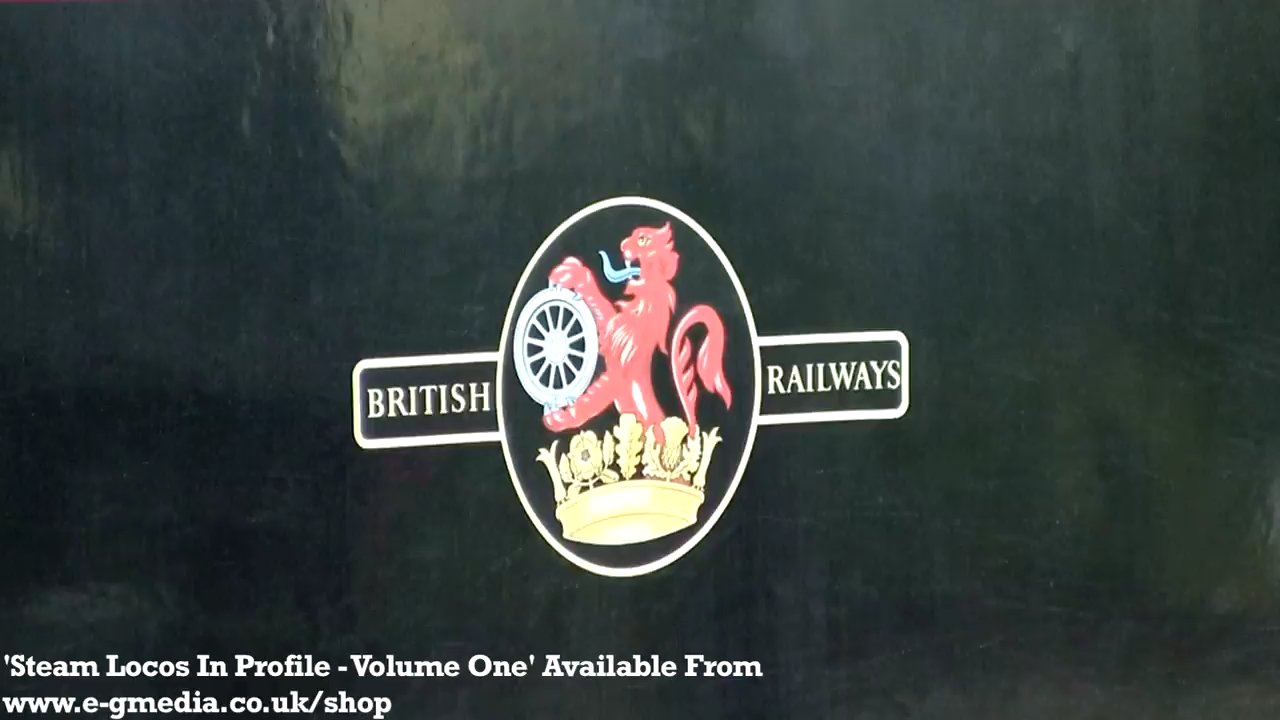 BRITISH RAILWAYS
'Steam Locos In Profile - Volume One' Available From
www.e-gmedia.co.uk/shop